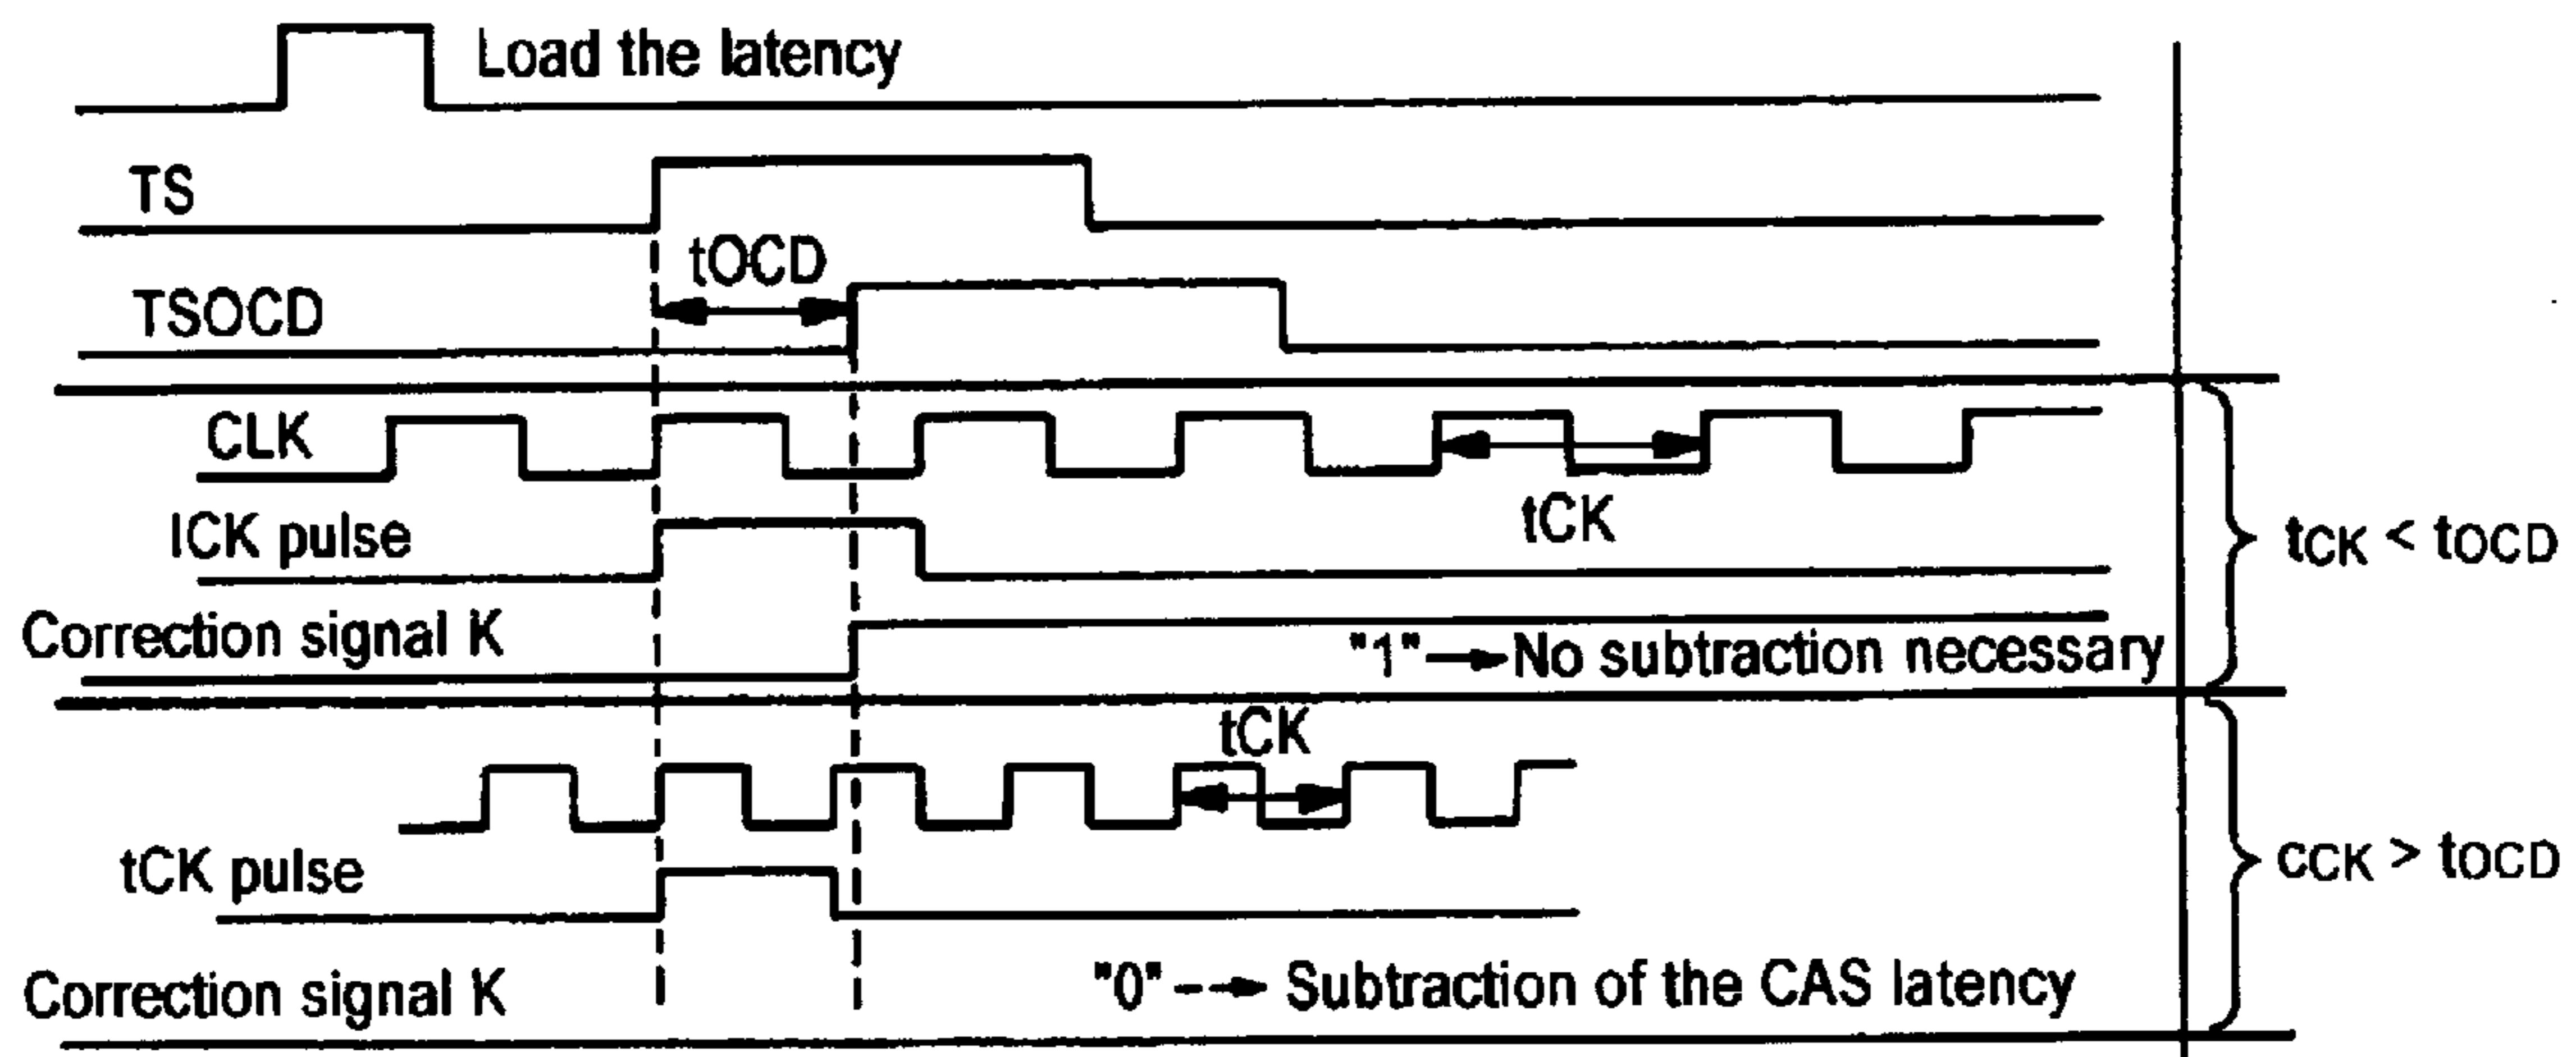 Load the latency
TS
tOCD
TSOCD
CLK
tCK
ICK pulse
tCK < tOCD
Correction signal K
"1" → No subtraction necessary
tCK
tCK pulse
cCK > tOCD
Correction signal K
"0" --→ Subtraction of the CAS latency